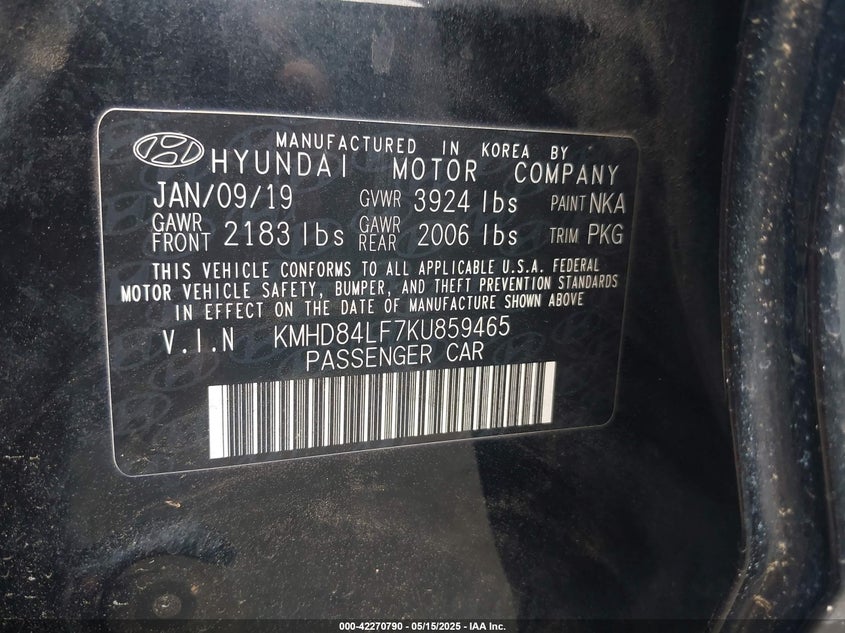 MANUFACTURED IN KOREA BY
HYUNDAI MOTOR COMPANY
JAN/09/19 GVWR 3924 lbs PAINT NKA
GAWR FRONT 2183 lbs GAWR REAR 2006 lbs TRIM PKG
THIS VEHICLE CONFORMS TO ALL APPLICABLE U.S.A. FEDERAL
MOTOR VEHICLE SAFETY, BUMPER, AND THEFT PREVENTION STANDARDS
IN EFFECT ON THE DATE OF MANUFACTURE SHOWN ABOVE
V.I.N KMHD84LF7KU859465
PASSENGER CAR
000-42270790 - 05/15/2025 - IAA Inc.